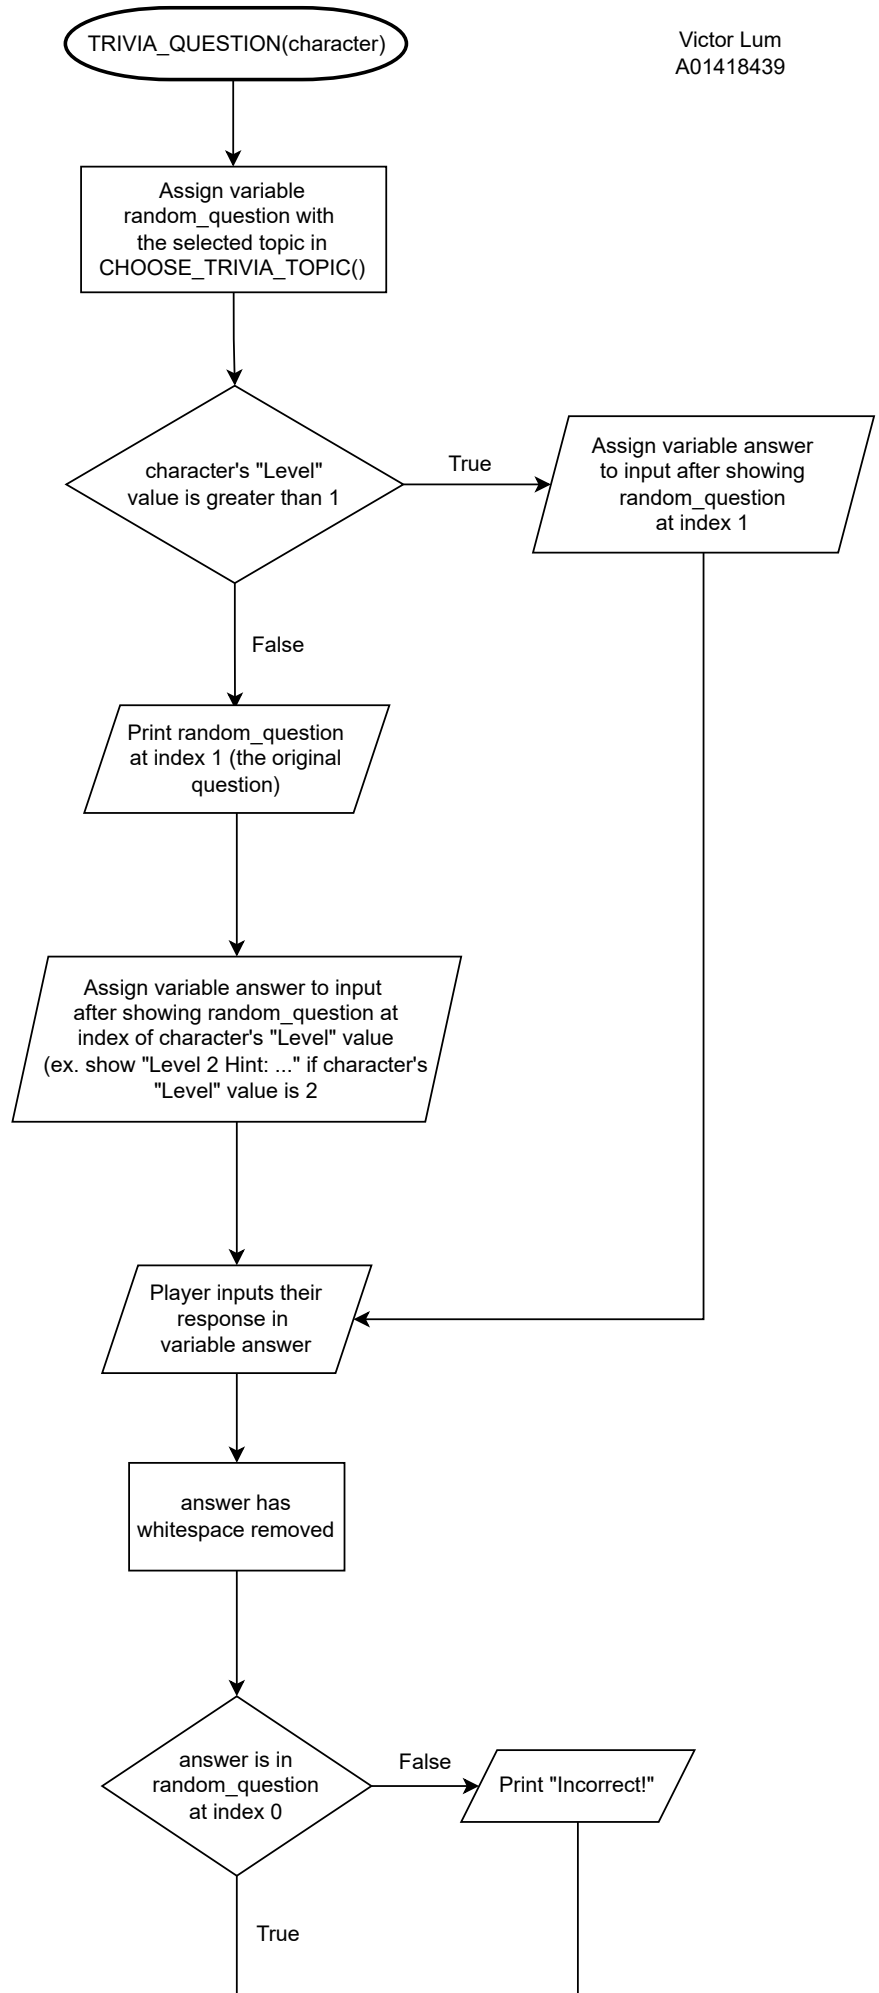 TRIVIA_QUESTION(character)
Victor Lum
A01418439
Assign variable
random_question with
the selected topic in
CHOOSE_TRIVIA_TOPIC()
character's "Level"
value is greater than 1
True
Assign variable answer
to input after showing
random_question
at index 1
False
Print random_question
at index 1 (the original
question)
Assign variable answer to input
after showing random_question at
index of character's "Level" value
(ex. show "Level 2 Hint: ..." if character's
"Level" value is 2
Player inputs their
response in
variable answer
answer has
whitespace removed
answer is in
random_question
at index 0
False
Print "Incorrect!"
True